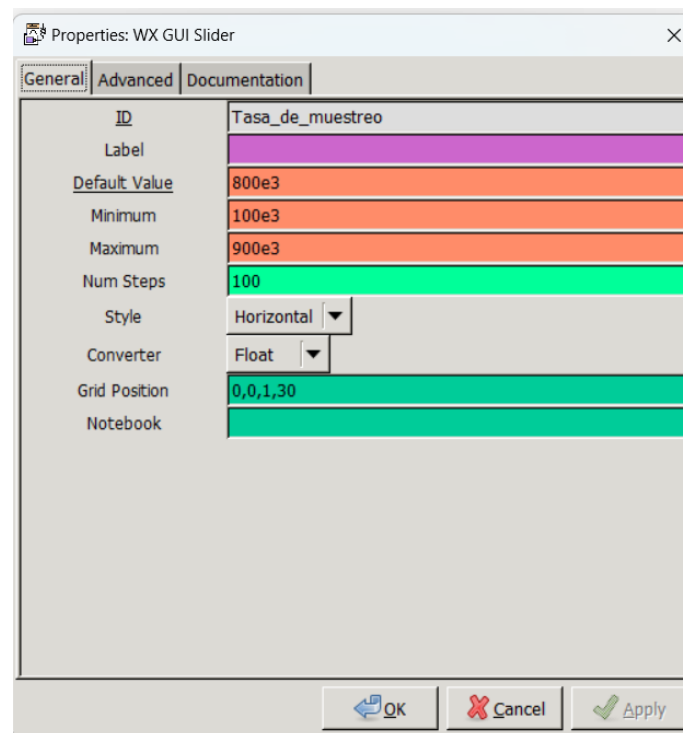 Properties: WX GUI Slider
General Advanced Documentation
ID Tasa_de_muestreo
Label
Default Value 800e3
Minimum 100e3
Maximum 900e3
Num Steps 100
Style Horizontal
Converter Float
Grid Position 0,0,1,30
Notebook
OK Cancel Apply